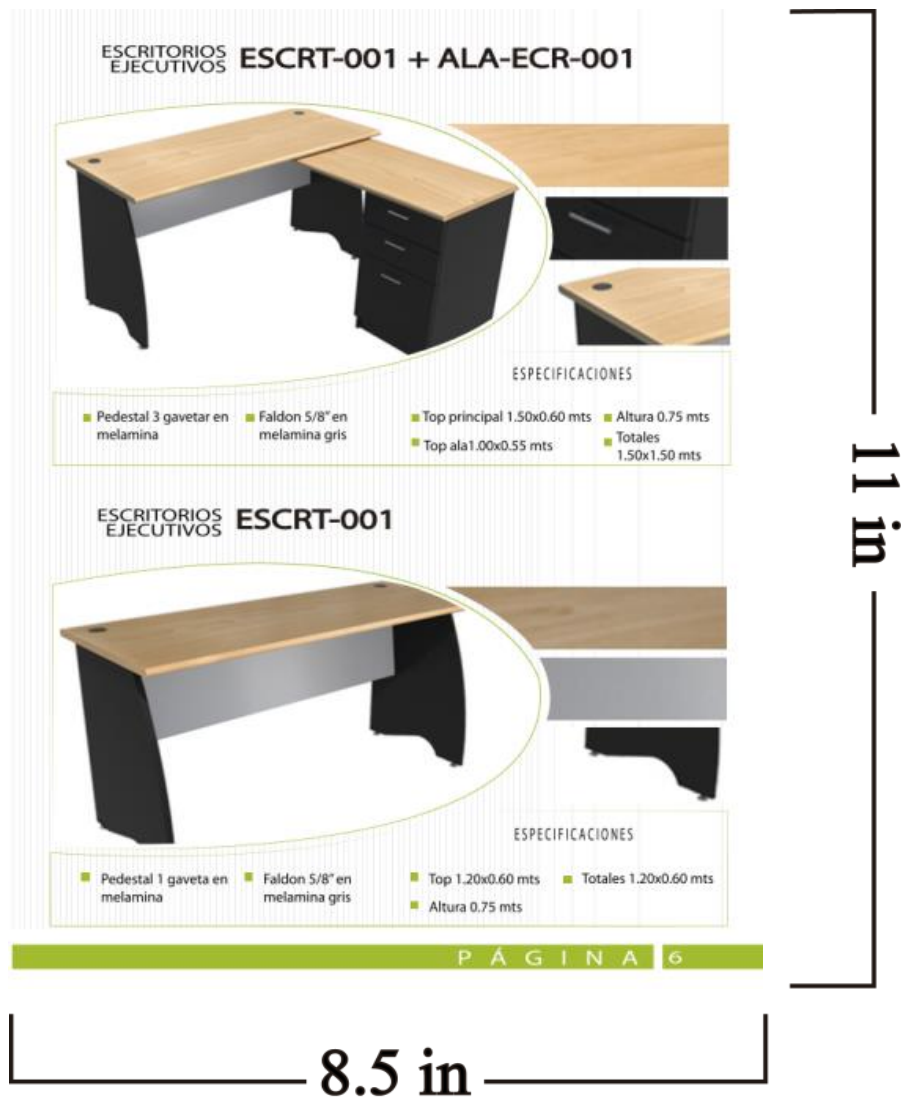 ESCRITORIOS
EJECUTIVOS
ESCRT-001 + ALA-ECR-001
ESPECIFICACIONES
Pedestal 3 gavetar en
melamina
Faldon 5/8" en
melamina gris
Top principal 1.50x0.60 mts
Top ala1.00x0.55 mts
Altura 0.75 mts
Totales
1.50x1.50 mts
ESCRITORIOS
EJECUTIVOS
ESCRT-001
ESPECIFICACIONES
Pedestal 1 gaveta en
melamina
Faldon 5/8" en
melamina gris
Top 1.20x0.60 mts
Altura 0.75 mts
Totales 1.20x0.60 mts
PÁGINA 6
11 in
8.5 in